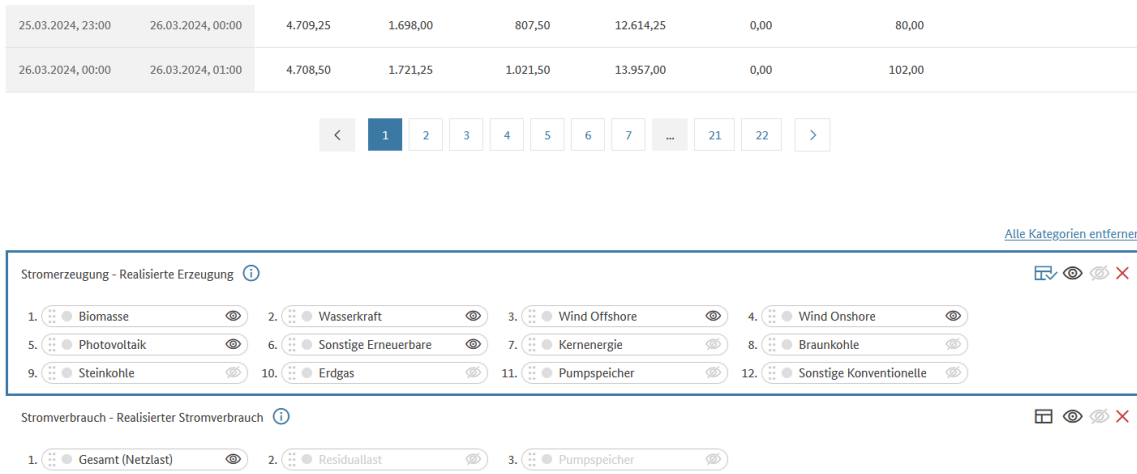 25.03.2024, 23:00 26.03.2024, 00:00 4.709,25 1.698,00 807,50 12.614,25 0,00 80,00
26.03.2024, 00:00 26.03.2024, 01:00 4.708,50 1.721,25 1.021,50 13.957,00 0,00 102,00
< 1 2 3 4 5 6 7 ... 21 22 >
Alle Kategorien entfernen
Stromerzeugung - Realisierte Erzeugung
1. Biomasse 2. Wasserkraft 3. Wind Offshore 4. Wind Onshore
5. Photovoltaik 6. Sonstige Erneuerbare 7. Kernenergie 8. Braunkohle
9. Steinkohle 10. Erdgas 11. Pumpspeicher 12. Sonstige Konventionelle
Stromverbrauch - Realisierter Stromverbrauch
1. Gesamt (Netzlast) 2. Residuallast 3. Pumpspeicher